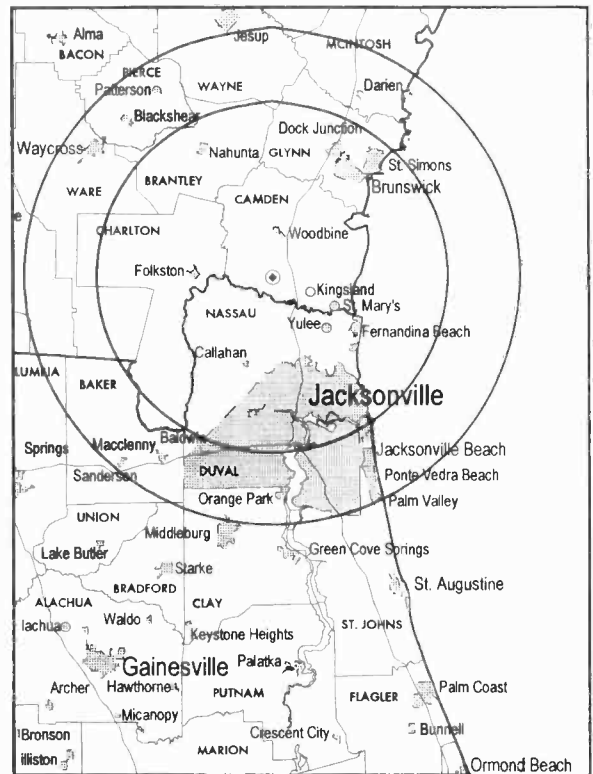 Alma
Jesup
MCINTOSH
BACON
PIERCE
Patterson
WAYNE
Darien
Blackshear
Dock Junction
Waycross
Nahunta
GLYNN
St. Simons
BRANTLEY
Brunswick
WARE
CAMDEN
CHARLTON
Woodbine
Folkston
Kingsland
St. Mary's
NASSAU
Yulee
Fernandina Beach
Callahan
BAKER
Jacksonville
Baldwin
Springs
Macclenny
Jacksonville Beach
Sanderson
DUVAL
Ponte Vedra Beach
Orange Park
Palm Valley
UNION
Middleburg
Lake Butler
Green Cove Springs
Starke
St. Augustine
BRADFORD
ALACHUA
CLAY
lachua
Waldo
ST. JOHNS
Keystone Heights
Gainesville
Palatka
Archer
Hawthorne
PUTNAM
FLAGLER
Palm Coast
Micanopy
Bronson
Crescent City
Bunnell
illiston
MARION
Ormond Beach